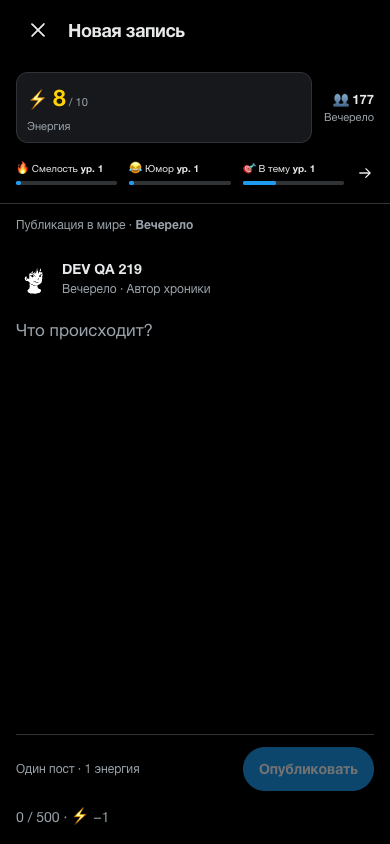 Новая запись
⚡ 8 / 10
Энергия
👥 177
Вечерело
🔥 Смелость ур. 1
😂 Юмор ур. 1
🎯 В тему ур. 1
Публикация в мире · Вечерело
DEV QA 219
Вечерело · Автор хроники
Что происходит?
Один пост · 1 энергия
Опубликовать
0 / 500 · ⚡ −1